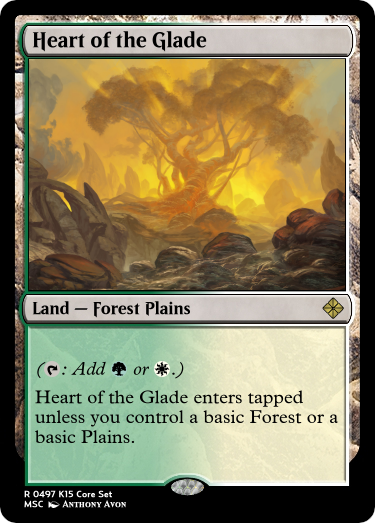 Heart of the Glade
Land — Forest Plains
(: Add or .)
Heart of the Glade enters tapped
unless you control a basic Forest or a
basic Plains.
R 0497 K15 Core Set
MSC Anthony Avon